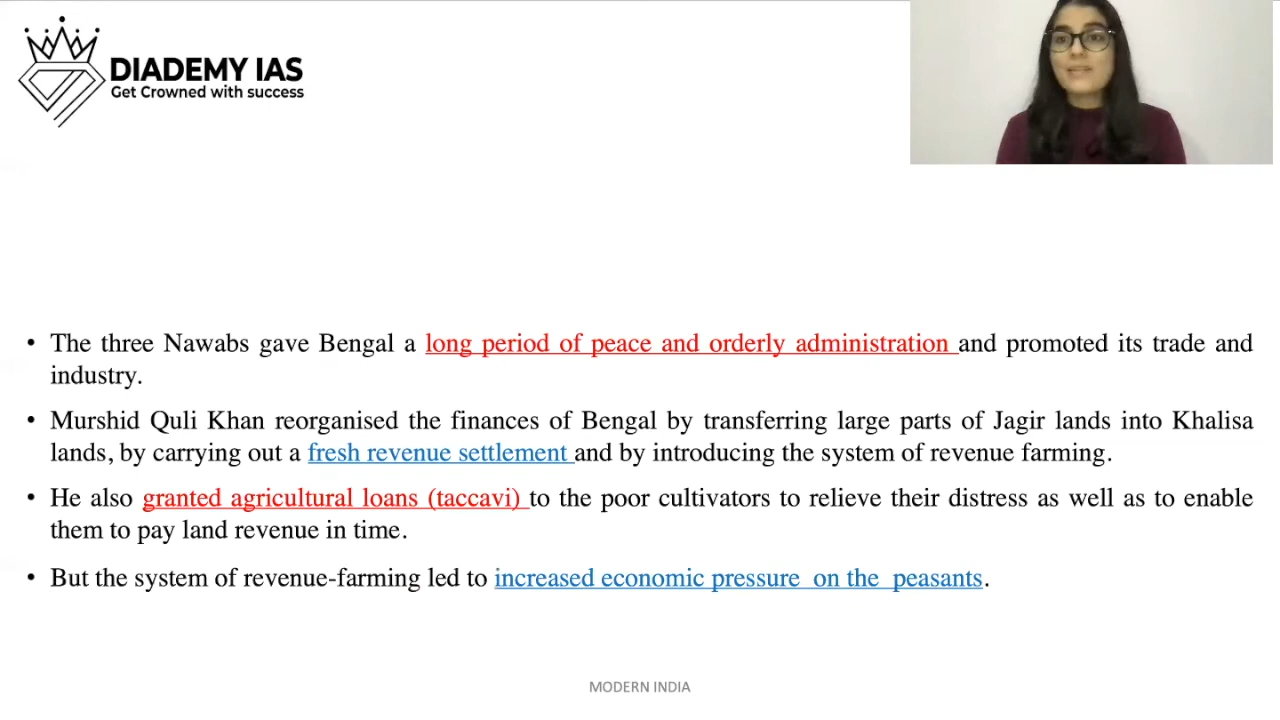 DIADEMY IAS
Get Crowned with success
• The three Nawabs gave Bengal a long period of peace and orderly administration and promoted its trade and
industry.
• Murshid Quli Khan reorganised the finances of Bengal by transferring large parts of Jagir lands into Khalisa
lands, by carrying out a fresh revenue settlement and by introducing the system of revenue farming.
• He also granted agricultural loans (taccavi) to the poor cultivators to relieve their distress as well as to enable
them to pay land revenue in time.
• But the system of revenue-farming led to increased economic pressure on the peasants.
MODERN INDIA